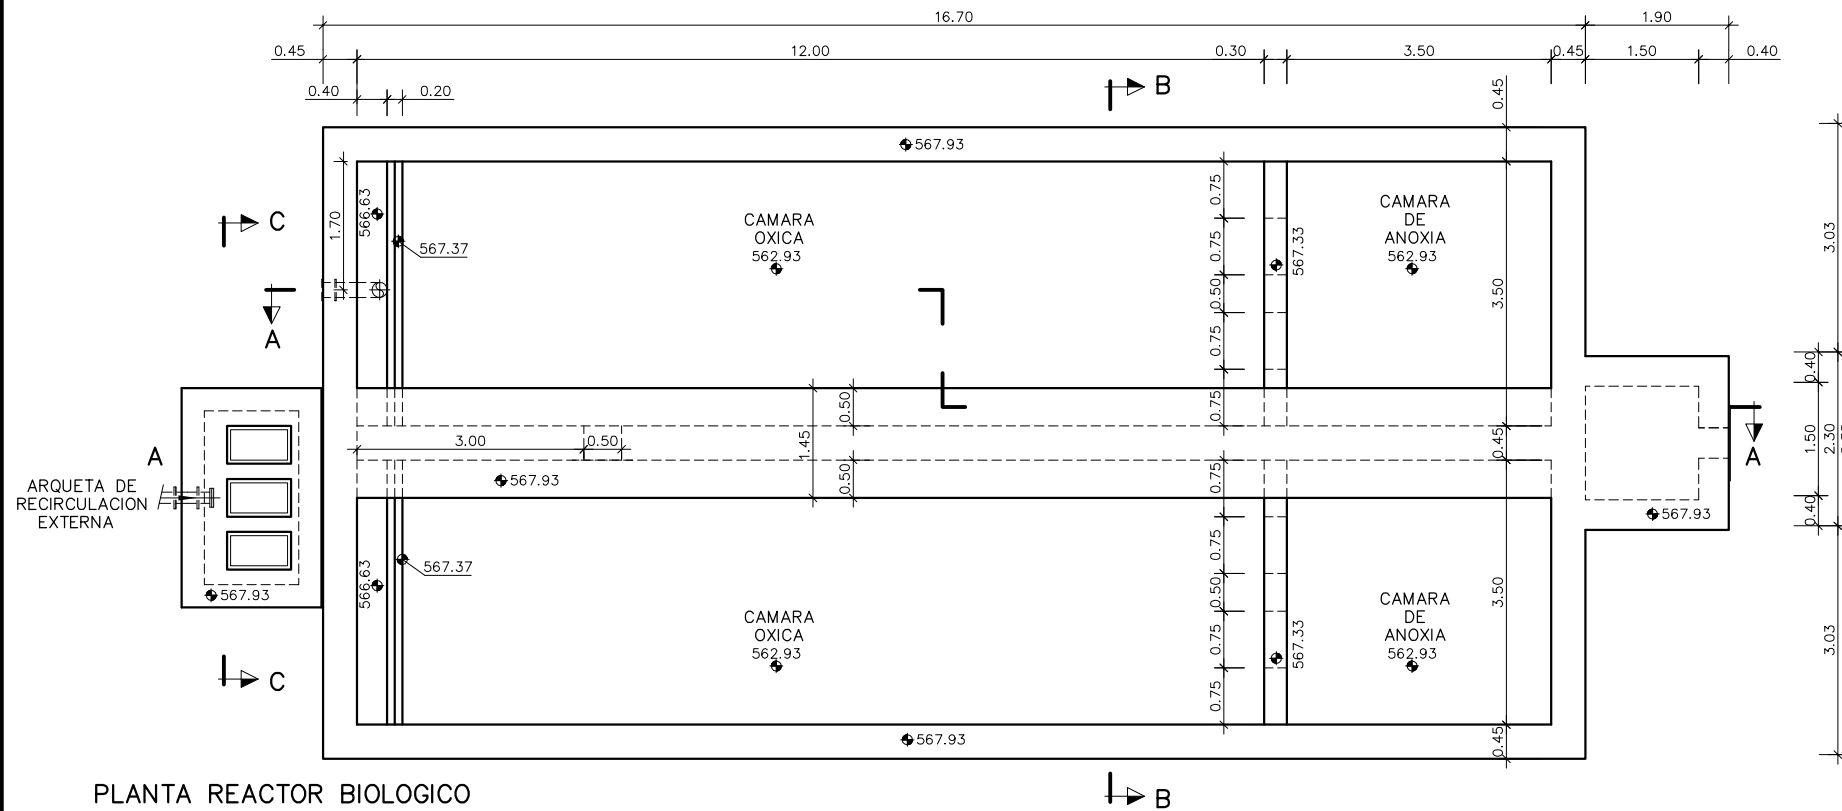 16.70
1.90
0.45
12.00
0.30
3.50
0.45
1.50
0.40
0.40
0.20
B
0.45
567.93
C
1.70
566.63
567.37
CAMARA
OXICA
562.93
0.75
0.75
0.50
0.75
0.75
567.33
CAMARA
DE
ANOXIA
562.93
3.50
3.03
A
0.40
1.50
2.30
0.40
3.00
0.50
1.45
0.50
0.50
0.45
0.75
567.93
A
A
ARQUETA DE
RECIRCULACION
EXTERNA
567.93
567.93
566.63
567.37
CAMARA
OXICA
562.93
0.75
0.50
0.75
0.75
567.33
CAMARA
DE
ANOXIA
562.93
3.50
3.03
C
567.93
0.45
PLANTA REACTOR BIOLOGICO
B